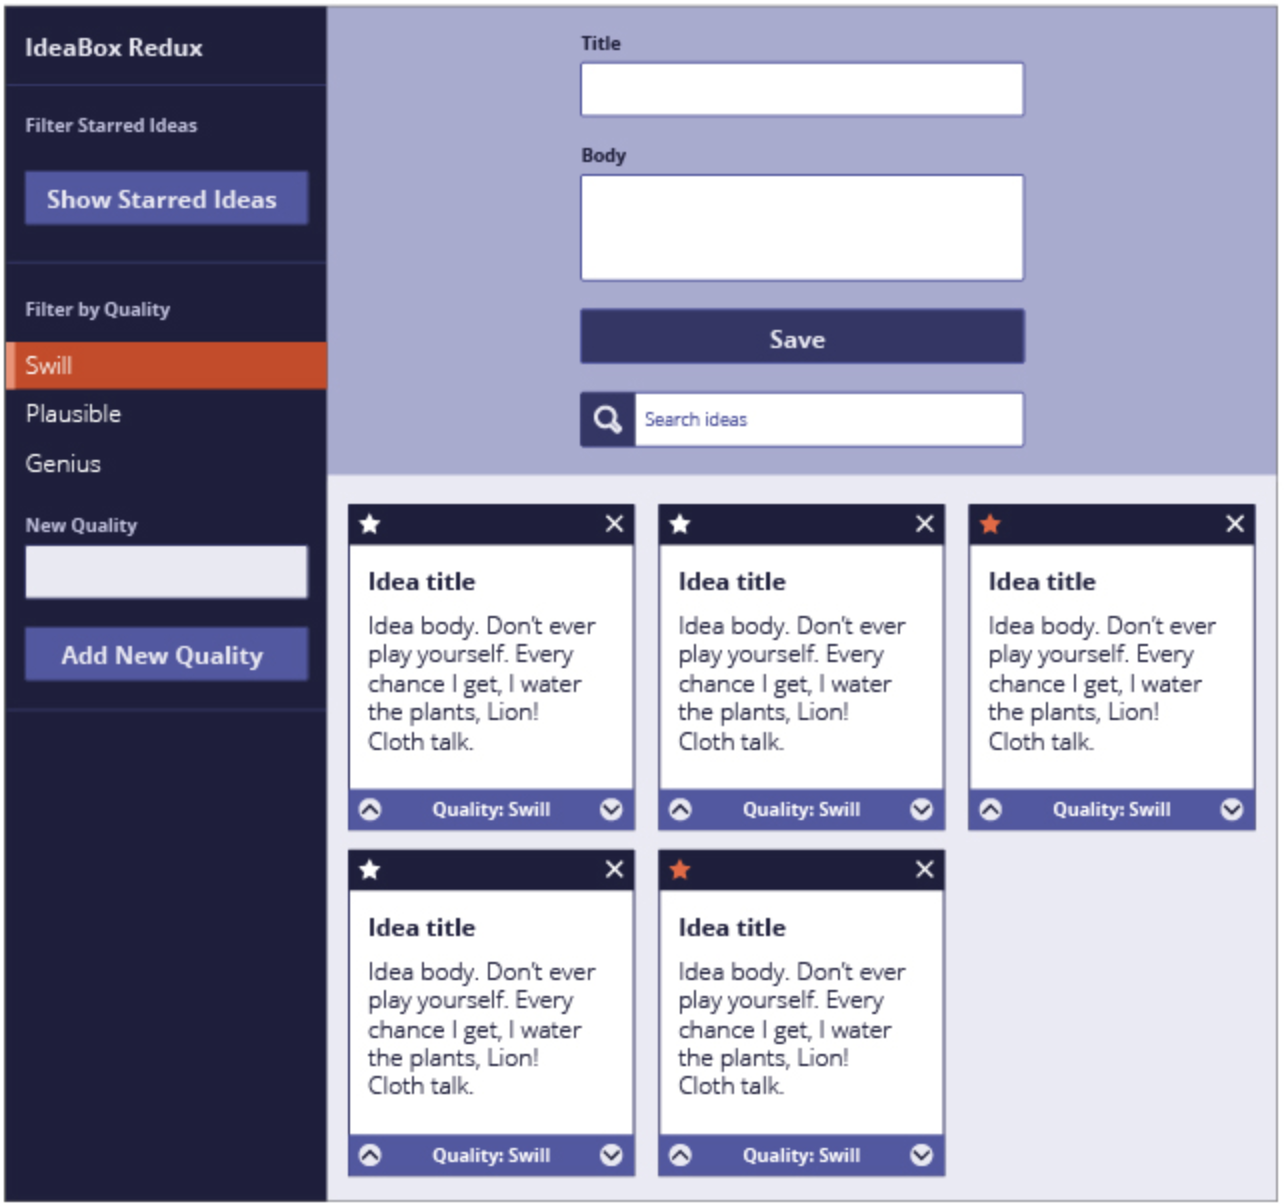 IdeaBox Redux
Filter Starred Ideas
Show Starred Ideas
Filter by Quality
Swill
Plausible
Genius
New Quality
Add New Quality
Title
Body
Save
Search ideas
Idea title
Idea body. Don't ever
play yourself. Every
chance I get, I water
the plants, Lion!
Cloth talk.
Quality: Swill
Idea title
Idea body. Don't ever
play yourself. Every
chance I get, I water
the plants, Lion!
Cloth talk.
Quality: Swill
Idea title
Idea body. Don't ever
play yourself. Every
chance I get, I water
the plants, Lion!
Cloth talk.
Quality: Swill
Idea title
Idea body. Don't ever
play yourself. Every
chance I get, I water
the plants, Lion!
Cloth talk.
Quality: Swill
Idea title
Idea body. Don't ever
play yourself. Every
chance I get, I water
the plants, Lion!
Cloth talk.
Quality: Swill